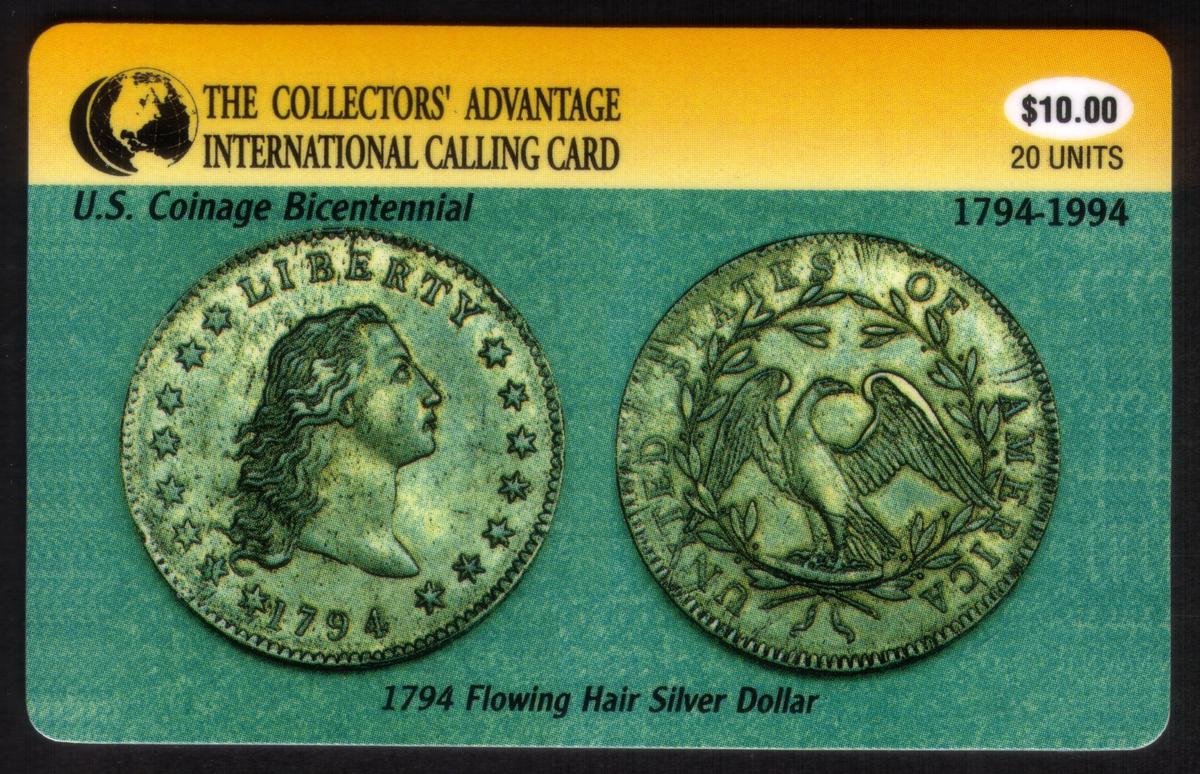 THE COLLECTORS' ADVANTAGE
INTERNATIONAL CALLING CARD
$10.00
20 UNITS
U.S. Coinage Bicentennial
1794-1994
LIBERTY
1794
UNITED STATES OF AMERICA
1794 Flowing Hair Silver Dollar